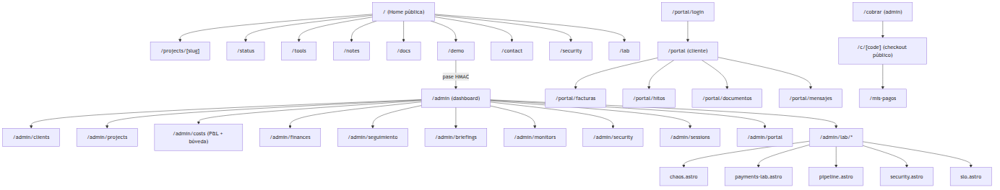 / (Home pública)
/portal/login
/cobrar (admin)
/projects/[slug]
/status
/tools
/notes
/docs
/demo
/contact
/security
/lab
/portal (cliente)
/c/[code] (checkout
público)
pase HMAC
/admin (dashboard)
/portal/facturas
/portal/hitos
/portal/documentos
/portal/mensajes
/mis-pagos
/admin/clients
/admin/projects
/admin/costs (P&L +
bóveda)
/admin/finances
/admin/seguimiento
/admin/briefings
/admin/monitors
/admin/security
/admin/sessions
/admin/portal
/admin/lab/*
chaos.astro
payments-lab.astro
pipeline.astro
security.astro
slo.astro